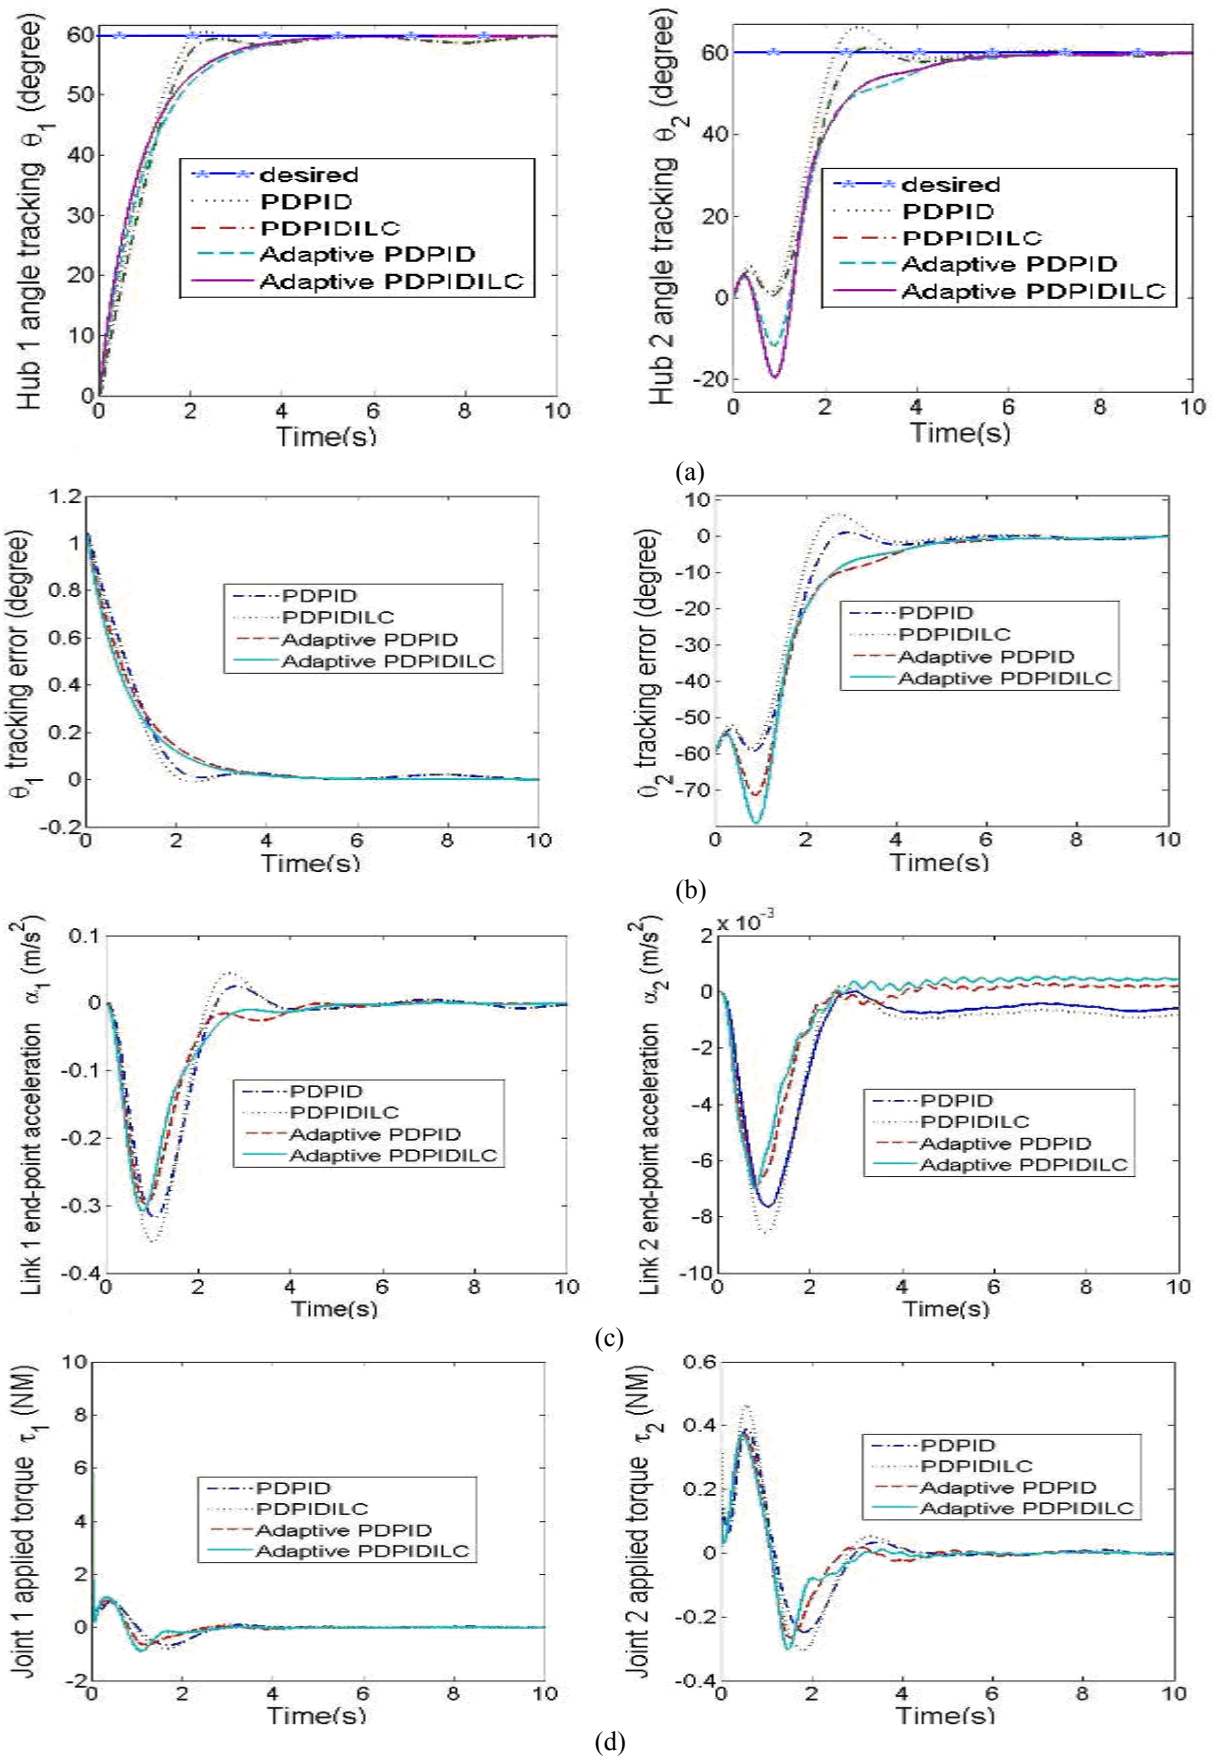 Hub 1 angle tracking θ1 (degree)
60
50
40
30
20
10
0
desired
PDPID
PDPIDILC
Adaptive PDPID
Adaptive PDPIDILC
0 2 4 6 8 10
Time(s)
Hub 2 angle tracking θ2 (degree)
60
40
20
0
-20
desired
PDPID
PDPIDILC
Adaptive PDPID
Adaptive PDPIDILC
0 2 4 6 8 10
Time(s)
(a)
θ1 tracking error (degree)
1.2
1
0.8
0.6
0.4
0.2
0
-0.2
PDPID
PDPIDILC
Adaptive PDPID
Adaptive PDPIDILC
0 2 4 6 8 10
Time(s)
θ2 tracking error (degree)
10
0
-10
-20
-30
-40
-50
-60
-70
PDPID
PDPIDILC
Adaptive PDPID
Adaptive PDPIDILC
0 2 4 6 8 10
Time(s)
(b)
Link 1 end-point acceleration α1 (m/s²)
0.1
0
-0.1
-0.2
-0.3
-0.4
PDPID
PDPIDILC
Adaptive PDPID
Adaptive PDPIDILC
0 2 4 6 8 10
Time(s)
Link 2 end-point acceleration α2 (m/s²)
x 10⁻³
2
0
-2
-4
-6
-8
-10
PDPID
PDPIDILC
Adaptive PDPID
Adaptive PDPIDILC
0 2 4 6 8 10
Time(s)
(c)
Joint 1 applied torque τ1 (NM)
10
8
6
4
2
0
-2
PDPID
PDPIDILC
Adaptive PDPID
Adaptive PDPIDILC
0 2 4 6 8 10
Time(s)
Joint 2 applied torque τ2 (NM)
0.6
0.4
0.2
0
-0.2
-0.4
PDPID
PDPIDILC
Adaptive PDPID
Adaptive PDPIDILC
0 2 4 6 8 10
Time(s)
(d)